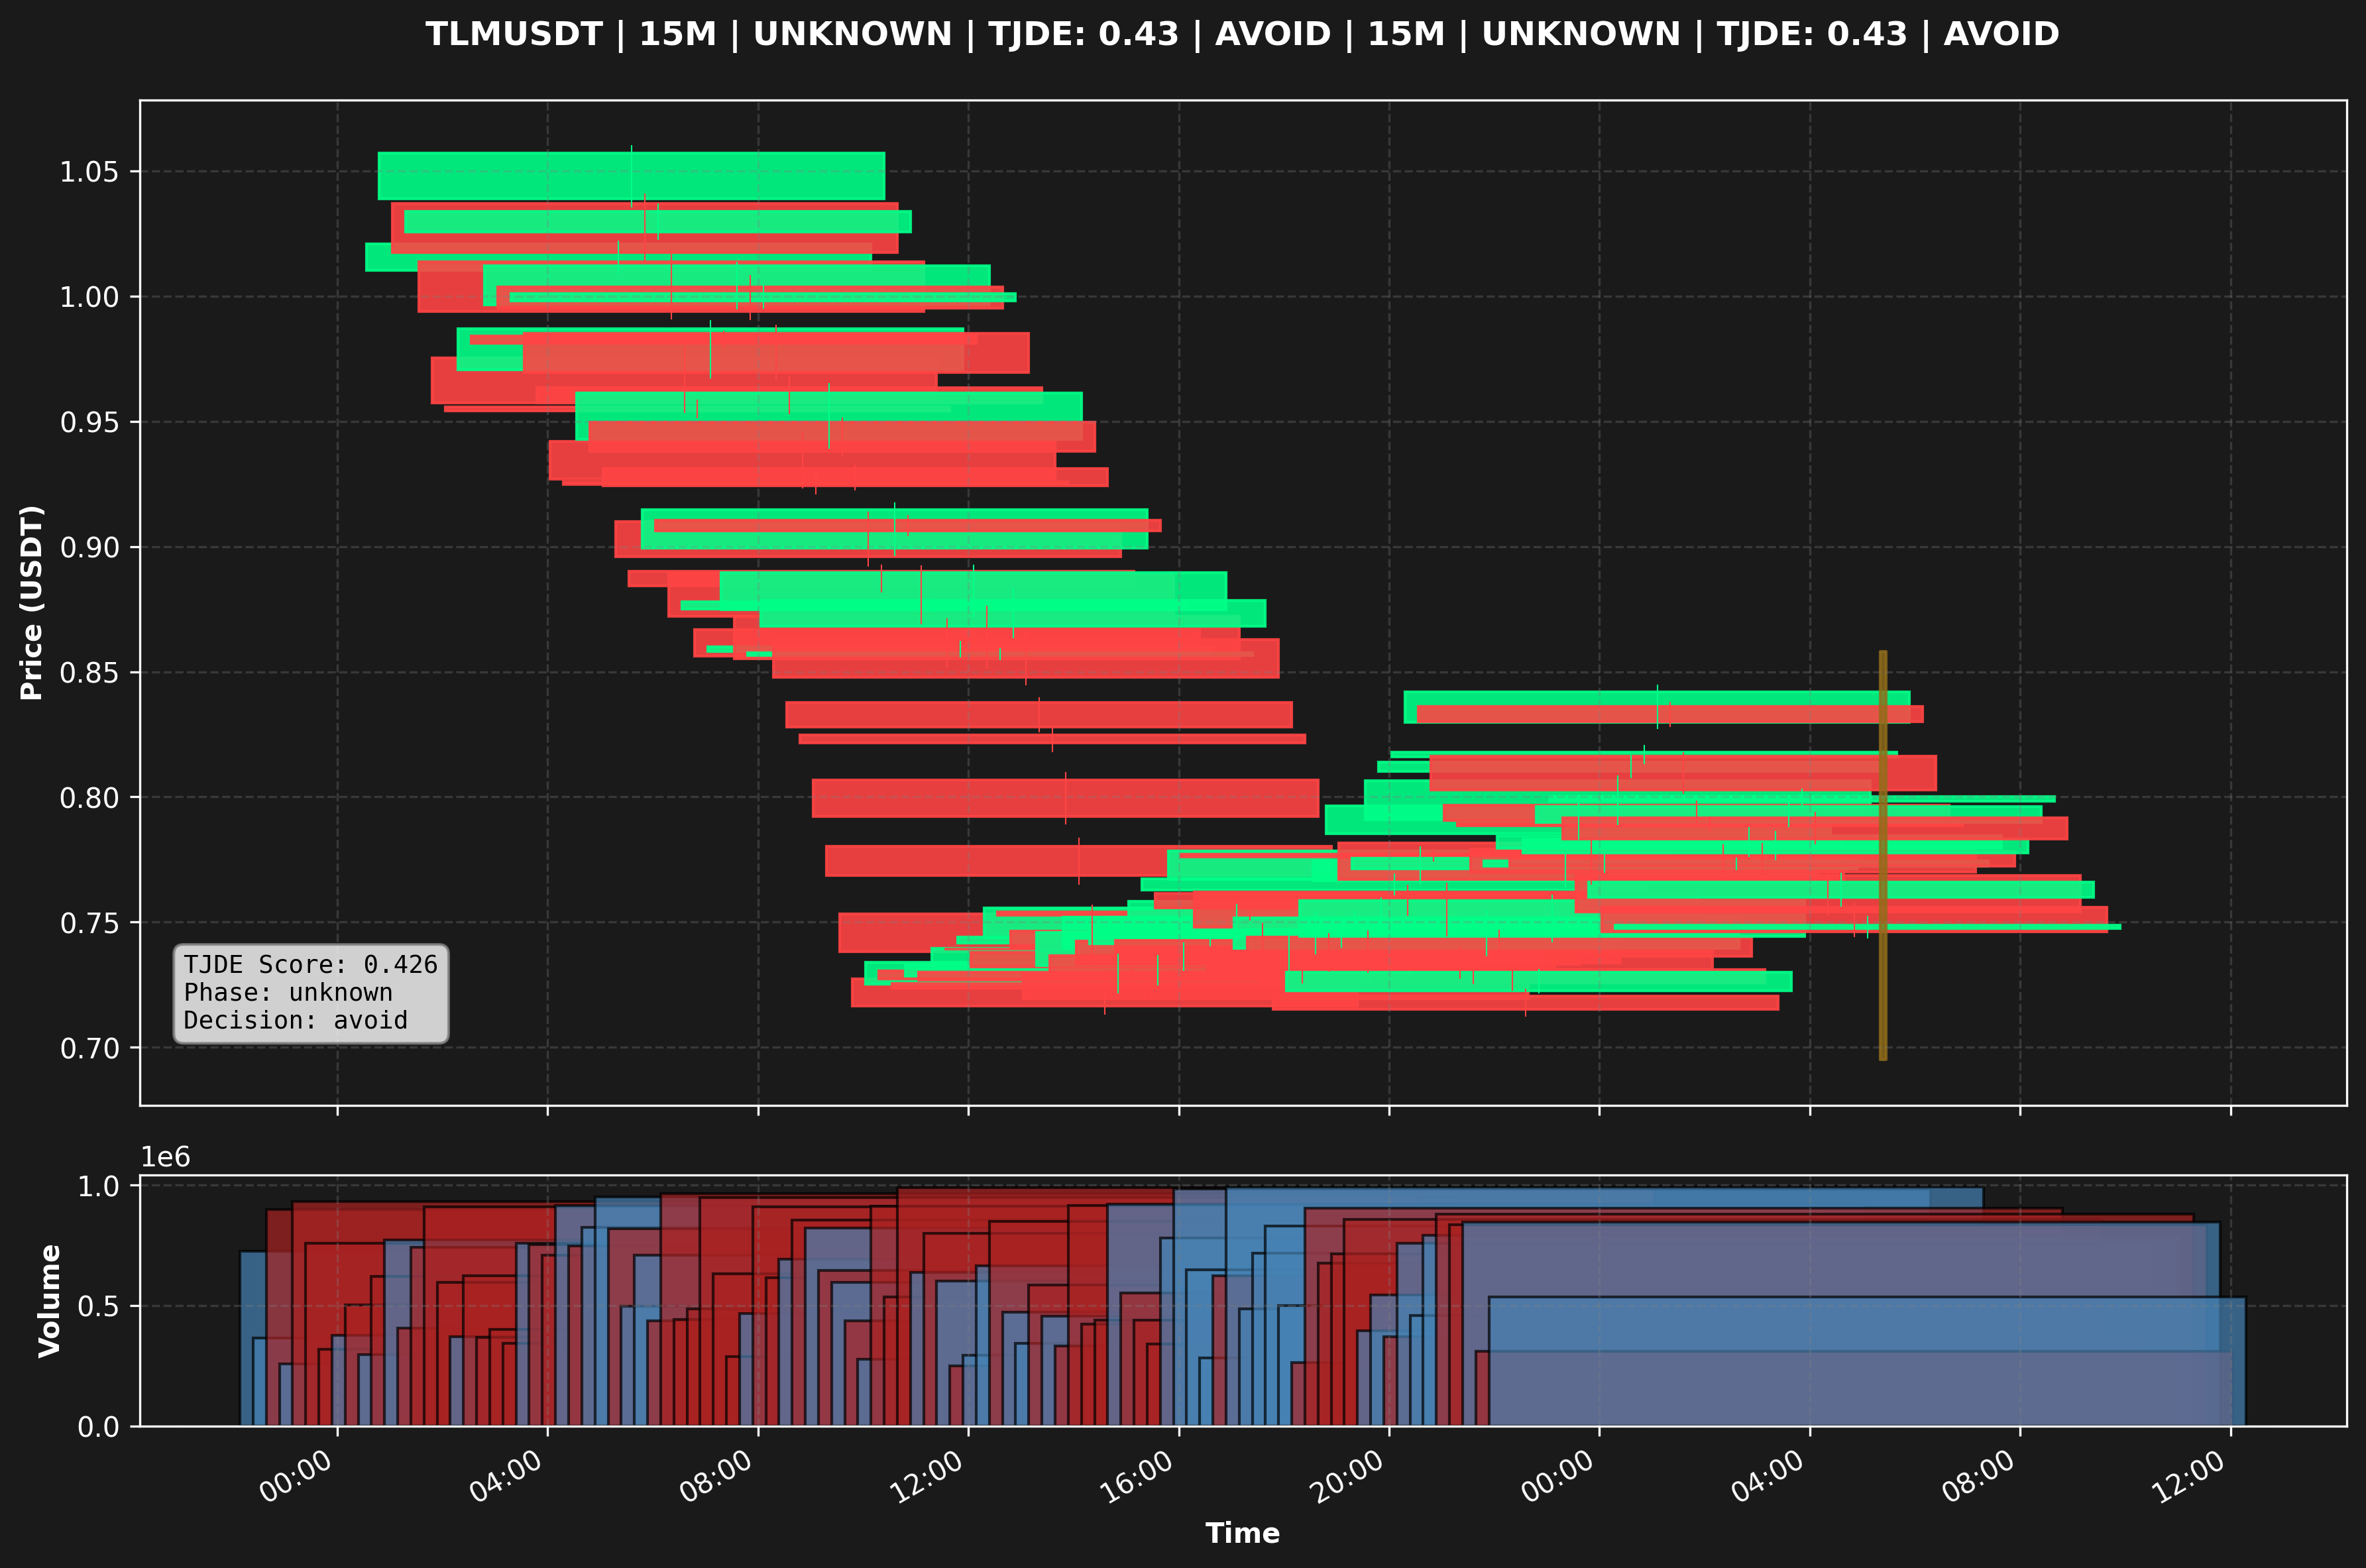 TLMUSDT | 15M | UNKNOWN | TJDE: 0.43 | AVOID | 15M | UNKNOWN | TJDE: 0.43 | AVOID
Price (USDT)
1.05
1.00
0.95
0.90
0.85
0.80
0.75
0.70
TJDE Score: 0.426
Phase: unknown
Decision: avoid
1e6
Volume
1.0
0.5
0.0
00:00
04:00
08:00
12:00
16:00
20:00
00:00
04:00
08:00
12:00
Time